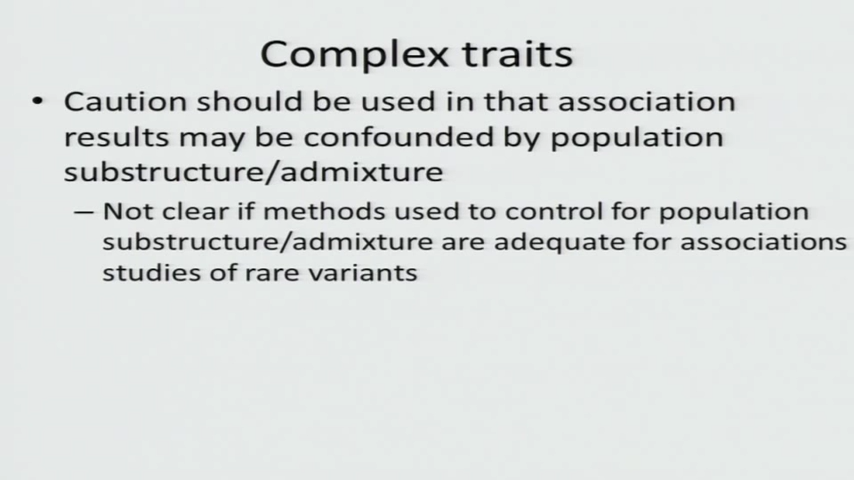 Complex traits
• Caution should be used in that association
results may be confounded by population
substructure/admixture
– Not clear if methods used to control for population
substructure/admixture are adequate for associations
studies of rare variants